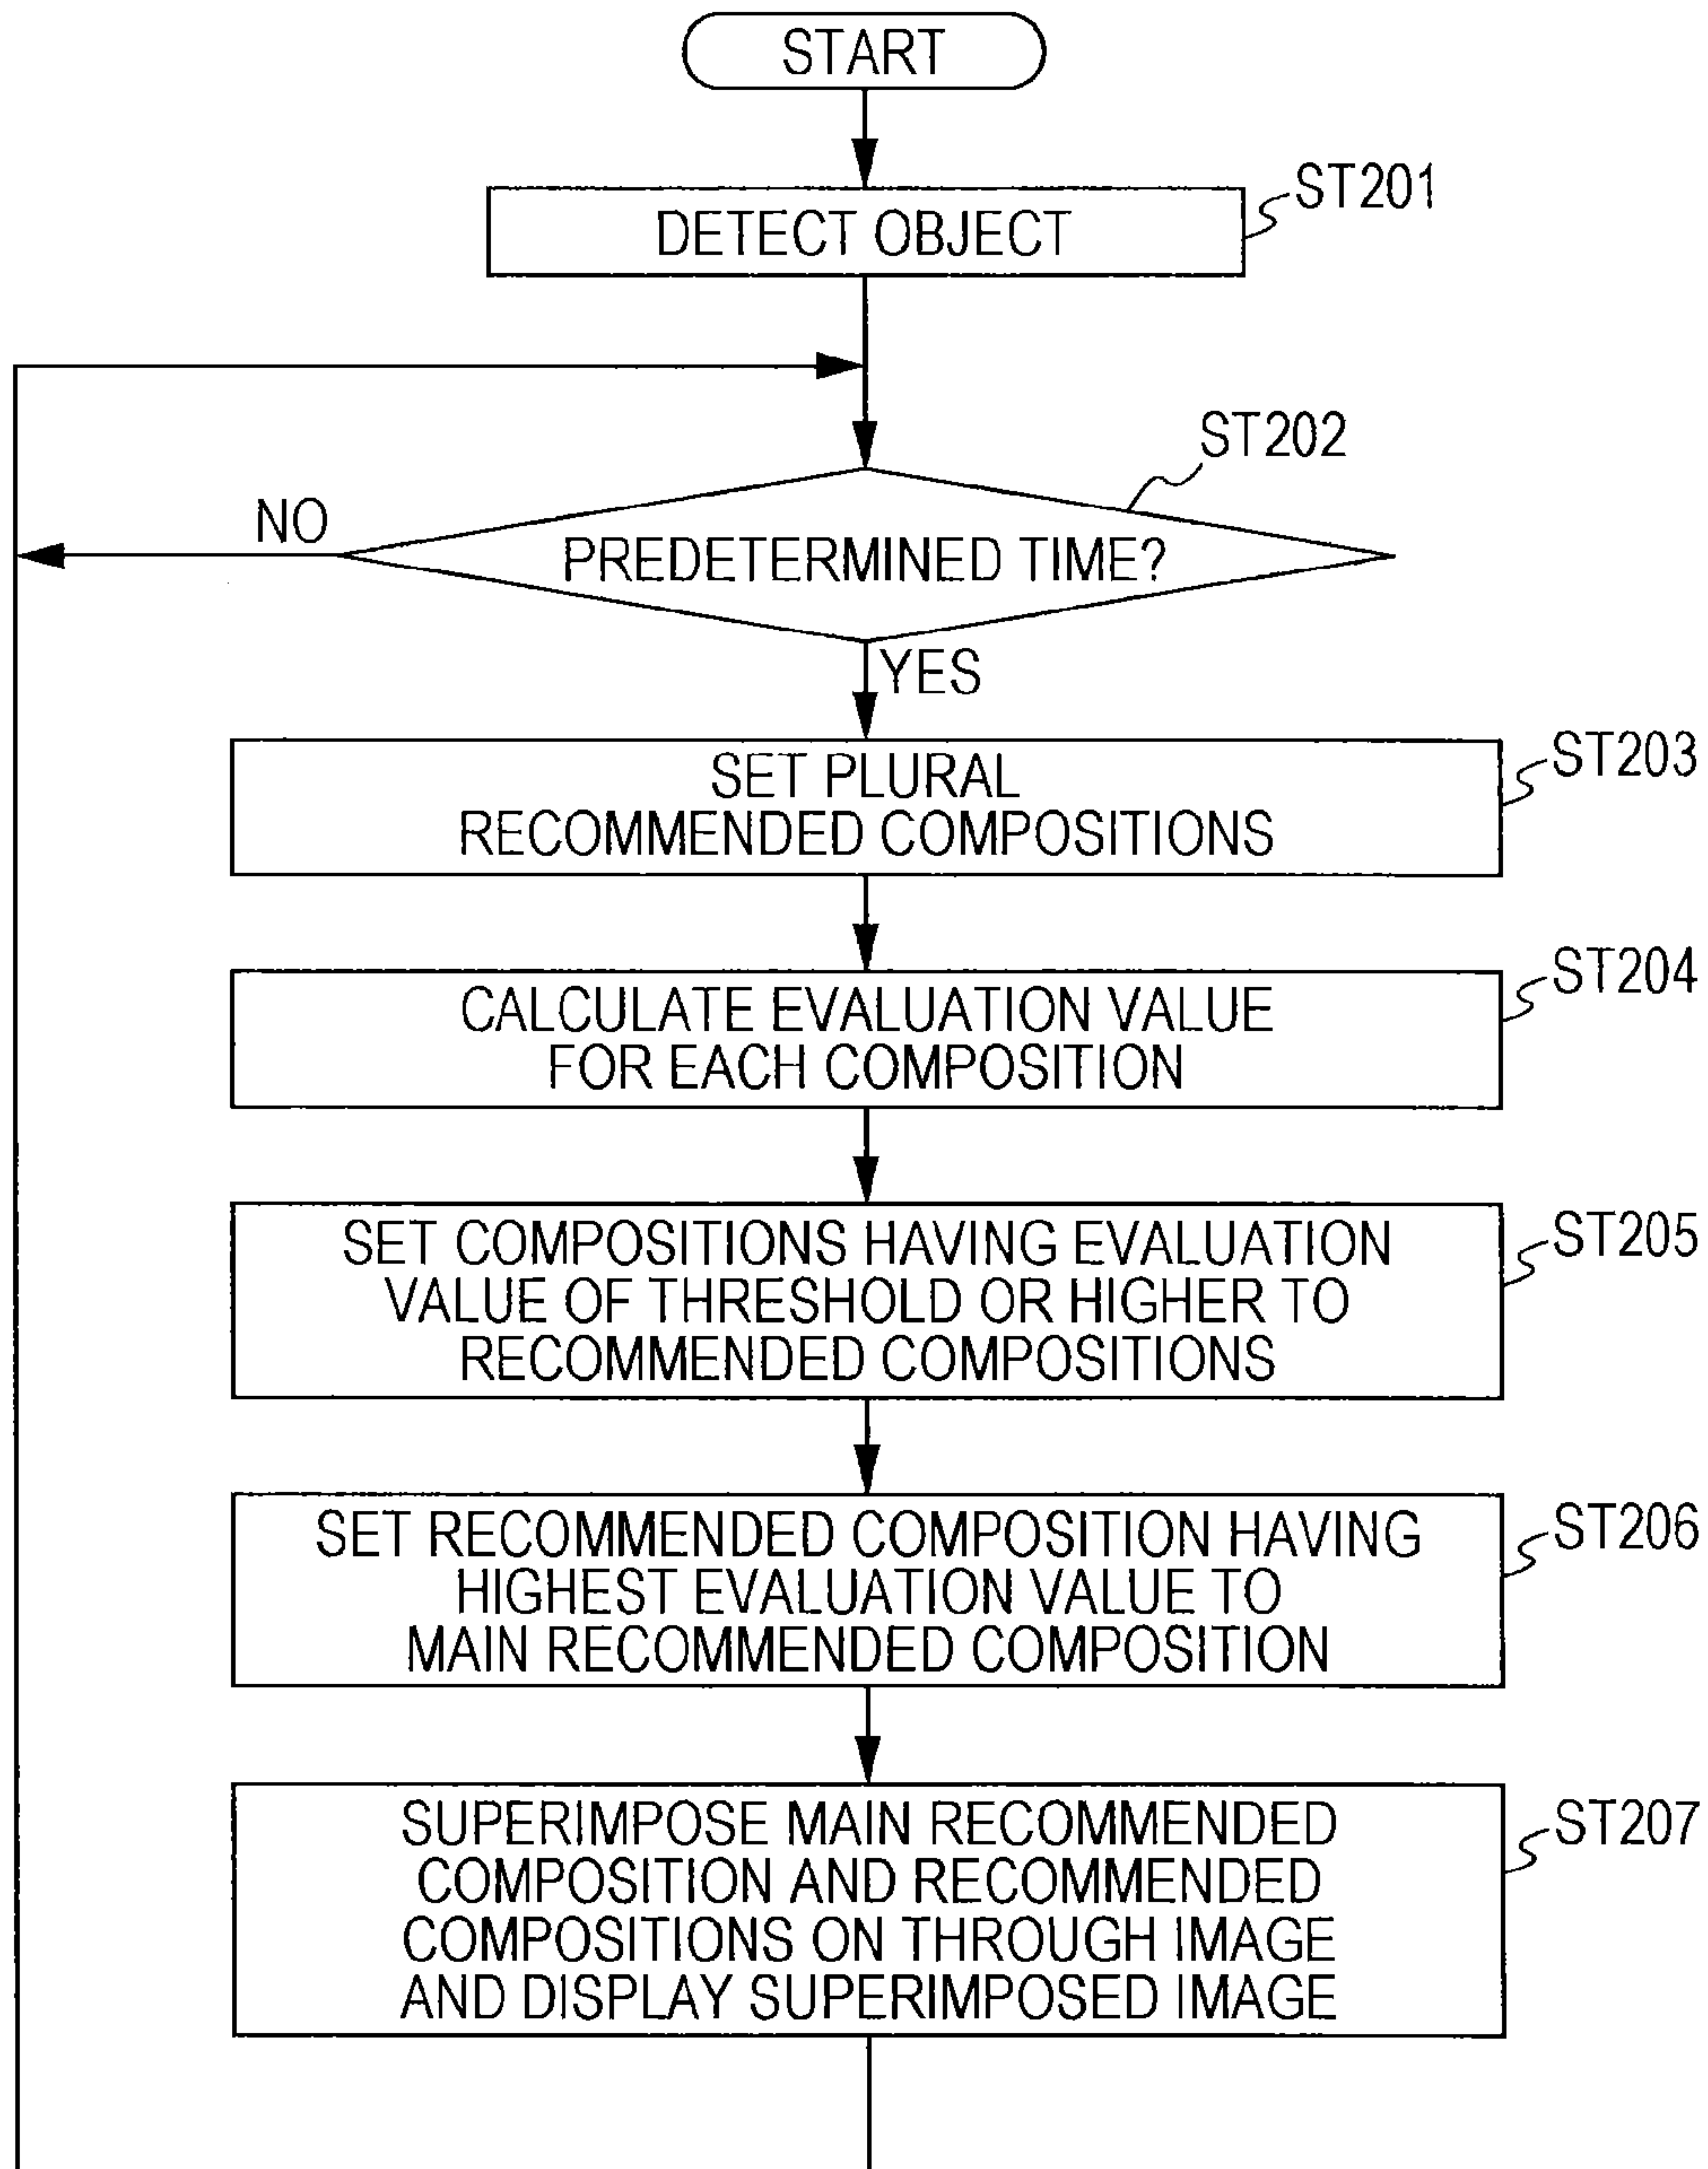 START
DETECT OBJECT
ST201
PREDETERMINED TIME?
ST202
NO
YES
SET PLURAL
RECOMMENDED COMPOSITIONS
ST203
CALCULATE EVALUATION VALUE
FOR EACH COMPOSITION
ST204
SET COMPOSITIONS HAVING EVALUATION
VALUE OF THRESHOLD OR HIGHER TO
RECOMMENDED COMPOSITIONS
ST205
SET RECOMMENDED COMPOSITION HAVING
HIGHEST EVALUATION VALUE TO
MAIN RECOMMENDED COMPOSITION
ST206
SUPERIMPOSE MAIN RECOMMENDED
COMPOSITION AND RECOMMENDED
COMPOSITIONS ON THROUGH IMAGE
AND DISPLAY SUPERIMPOSED IMAGE
ST207